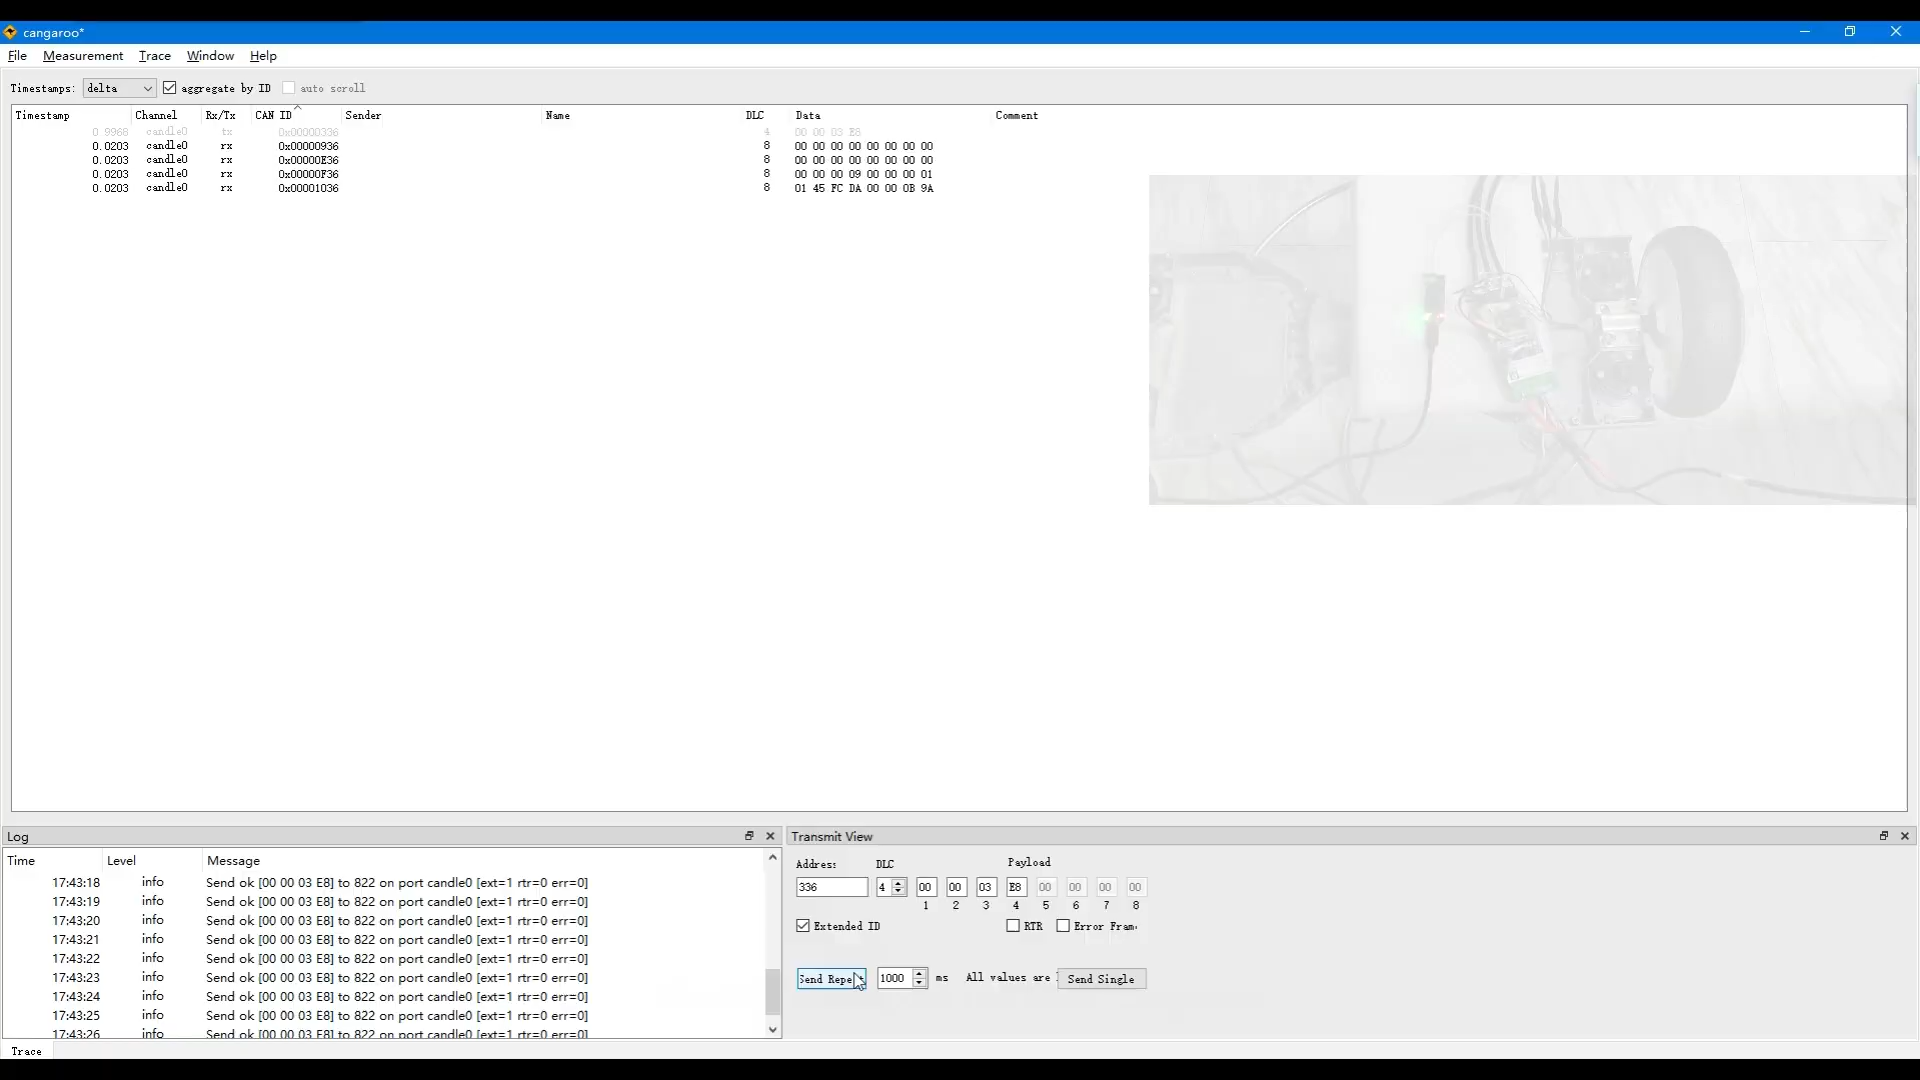 cangaroo*
File Measurement Trace Window Help
Timestamps: delta aggregate by ID auto scroll
Timestamp Channel Rx/Tx CAN ID Sender Name DLC Data Comment
0.9968 candle0 tx 0x00000336 4 00 00 03 E8
0.0203 candle0 rx 0x00000936 8 00 00 00 00 00 00 00 00
0.0203 candle0 rx 0x00000E36 8 00 00 00 00 00 00 00 00
0.0203 candle0 rx 0x00000F36 8 00 00 00 09 00 00 00 01
0.0203 candle0 rx 0x00001036 8 01 45 FC DA 00 00 0B 9A
Log
Time Level Message
17:43:18 info Send ok [00 00 03 E8] to 822 on port candle0 [ext=1 rtr=0 err=0]
17:43:19 info Send ok [00 00 03 E8] to 822 on port candle0 [ext=1 rtr=0 err=0]
17:43:20 info Send ok [00 00 03 E8] to 822 on port candle0 [ext=1 rtr=0 err=0]
17:43:21 info Send ok [00 00 03 E8] to 822 on port candle0 [ext=1 rtr=0 err=0]
17:43:22 info Send ok [00 00 03 E8] to 822 on port candle0 [ext=1 rtr=0 err=0]
17:43:23 info Send ok [00 00 03 E8] to 822 on port candle0 [ext=1 rtr=0 err=0]
17:43:24 info Send ok [00 00 03 E8] to 822 on port candle0 [ext=1 rtr=0 err=0]
17:43:25 info Send ok [00 00 03 E8] to 822 on port candle0 [ext=1 rtr=0 err=0]
17:43:26 info Send ok [00 00 03 E8] to 822 on port candle0 [ext=1 rtr=0 err=0]
Transmit View
Address: DLC Payload
336 4 00 00 03 E8 00 00 00 00
1 2 3 4 5 6 7 8
Extended ID RTR Error Fram
Send Repe 1000 ms All values are Send Single
Trace